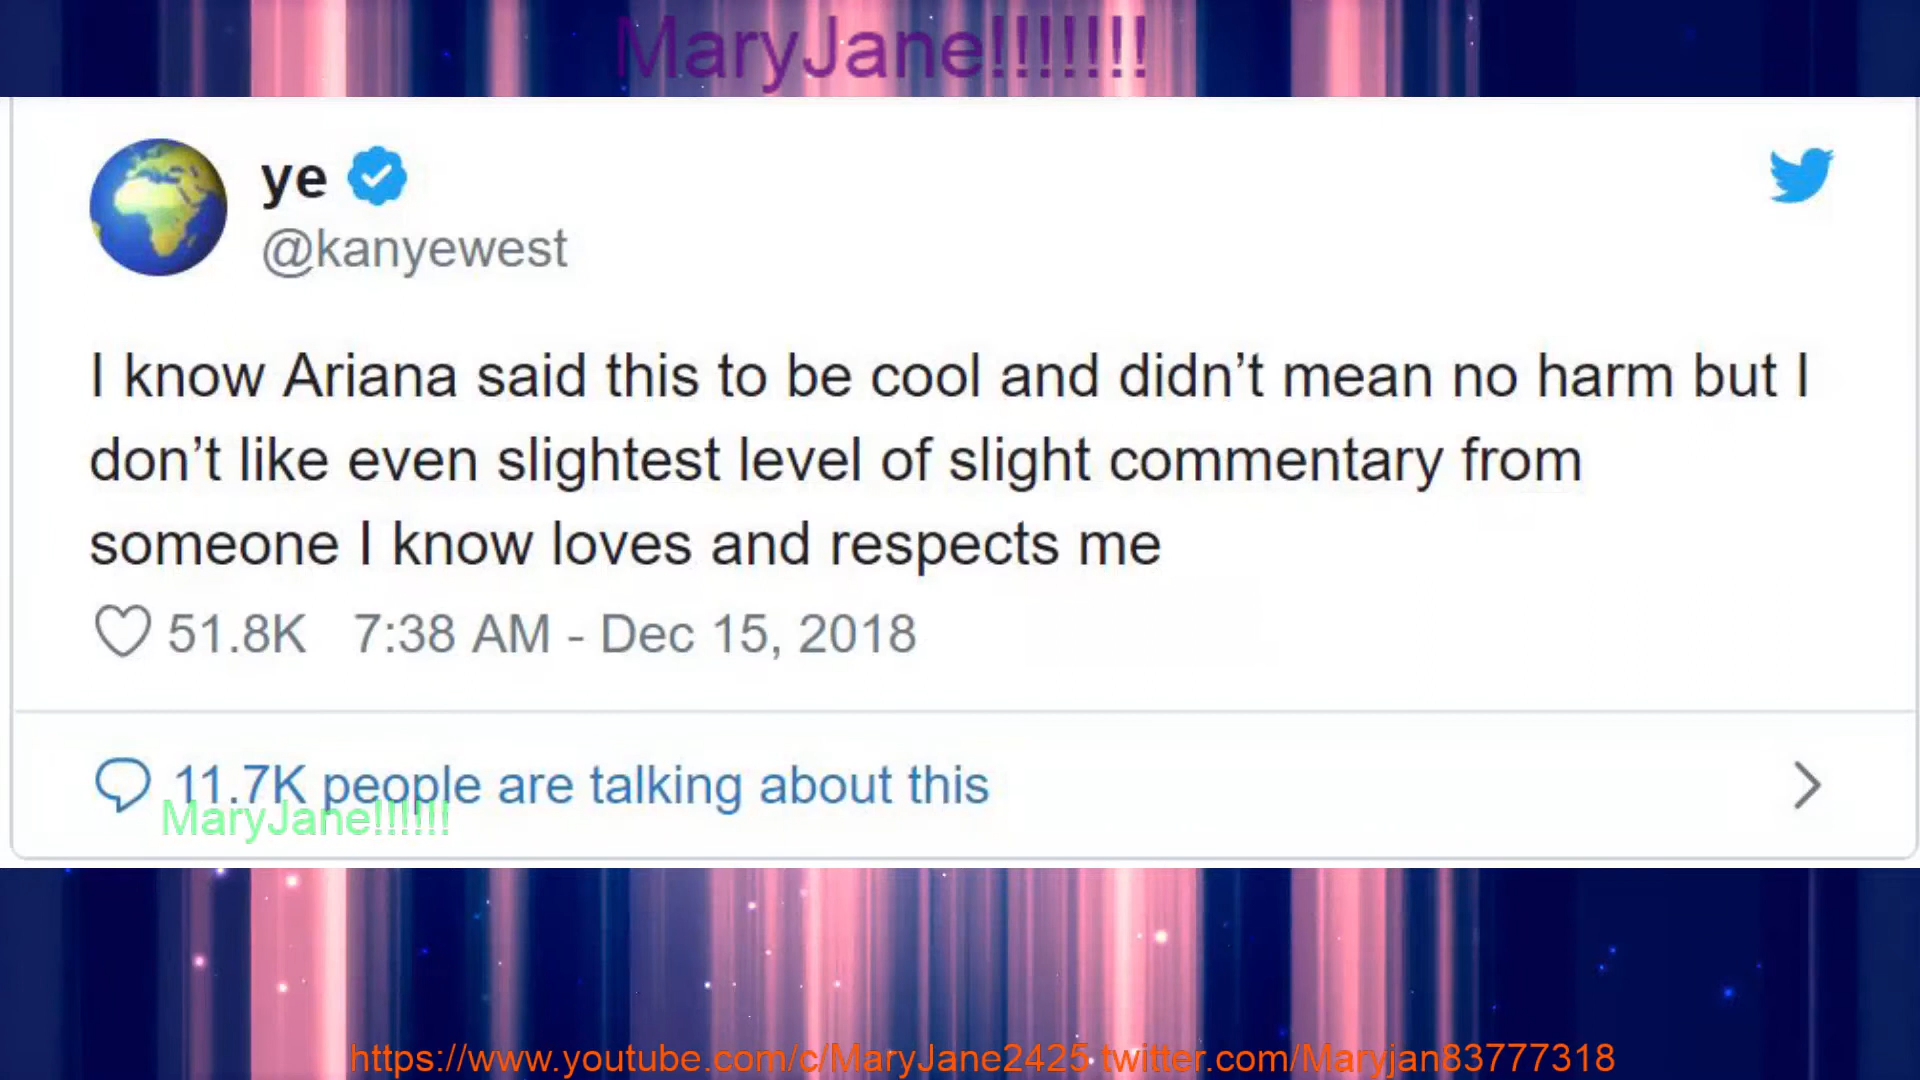 MaryJane!!!!!!!
ye
@kanyewest
I know Ariana said this to be cool and didn’t mean no harm but I
don’t like even slightest level of slight commentary from
someone I know loves and respects me
51.8K 7:38 AM - Dec 15, 2018
11.7K people are talking about this
MaryJane!!!!!!
https://www.youtube.com/c/MaryJane2425 twitter.com/Maryjan83777318